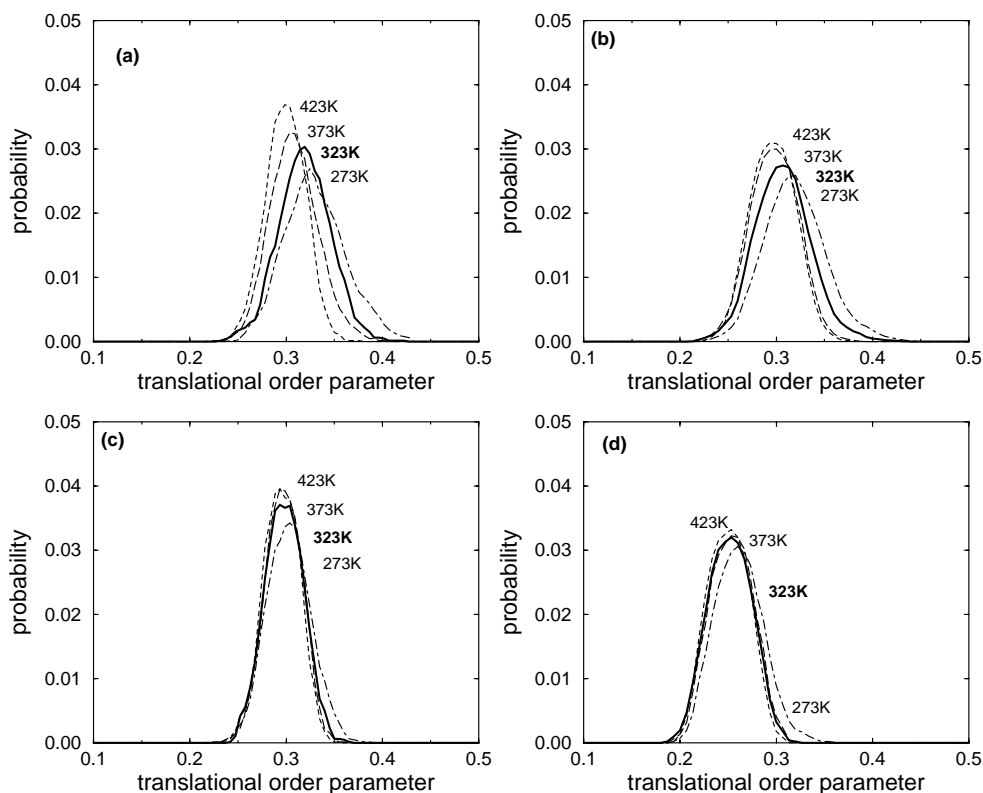 (a)
probability
0.05
0.04
0.03
0.02
0.01
0.00
423K
373K
323K
273K
0.1 0.2 0.3 0.4 0.5
translational order parameter
(b)
probability
0.05
0.04
0.03
0.02
0.01
0.00
423K
373K
323K
273K
0.1 0.2 0.3 0.4 0.5
translational order parameter
(c)
probability
0.05
0.04
0.03
0.02
0.01
0.00
423K
373K
323K
273K
0.1 0.2 0.3 0.4 0.5
translational order parameter
(d)
probability
0.05
0.04
0.03
0.02
0.01
0.00
423K
373K
323K
273K
0.1 0.2 0.3 0.4 0.5
translational order parameter